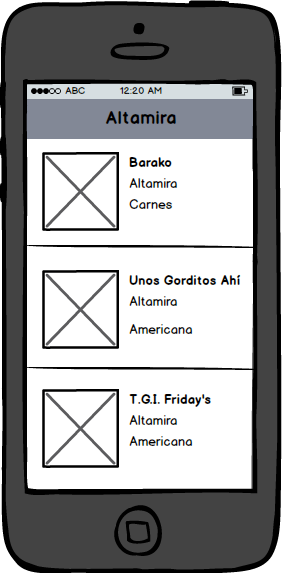 ABC 12:20 AM
Altamira
Barako
Altamira
Carnes
Unos Gorditos Ahí
Altamira
Americana
T.G.I. Friday's
Altamira
Americana